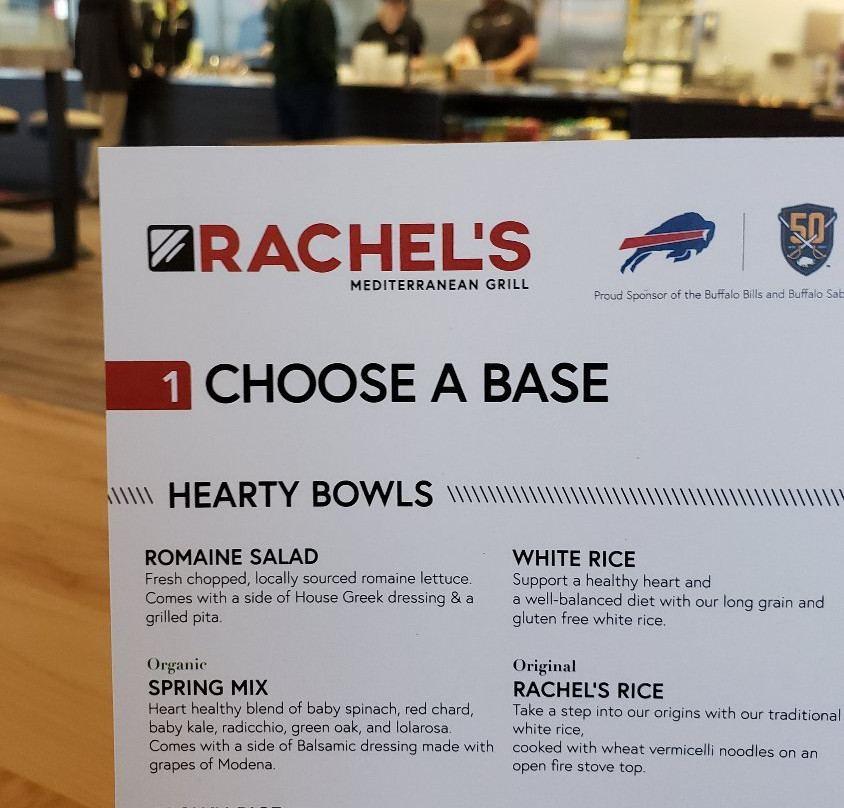 RACHEL'S
MEDITERRANEAN GRILL
50
Proud Sponsor of the Buffalo Bills and Buffalo Sab
1 CHOOSE A BASE
HEARTY BOWLS
ROMAINE SALAD
Fresh chopped, locally sourced romaine lettuce.
Comes with a side of House Greek dressing & a
grilled pita.
WHITE RICE
Support a healthy heart and
a well-balanced diet with our long grain and
gluten free white rice.
Organic
SPRING MIX
Heart healthy blend of baby spinach, red chard,
baby kale, radicchio, green oak, and lolarosa.
Comes with a side of Balsamic dressing made with
grapes of Modena.
Original
RACHEL'S RICE
Take a step into our origins with our traditional
white rice,
cooked with wheat vermicelli noodles on an
open fire stove top.